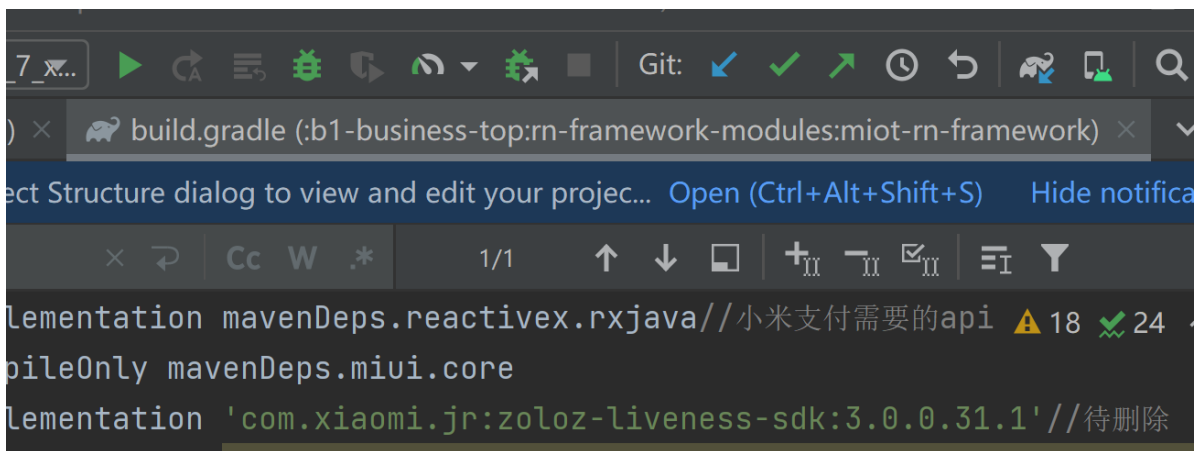 _7_x...
Git:
) build.gradle (:b1-business-top:rn-framework-modules:miot-rn-framework)
ect Structure dialog to view and edit your projec... Open (Ctrl+Alt+Shift+S) Hide notifica
Cc W .* 1/1
lementation mavenDeps.reactivex.rxjava//小米支付需要的api 18 24
pileOnly mavenDeps.miui.core
lementation 'com.xiaomi.jr:zoloz-liveness-sdk:3.0.0.31.1'//待删除